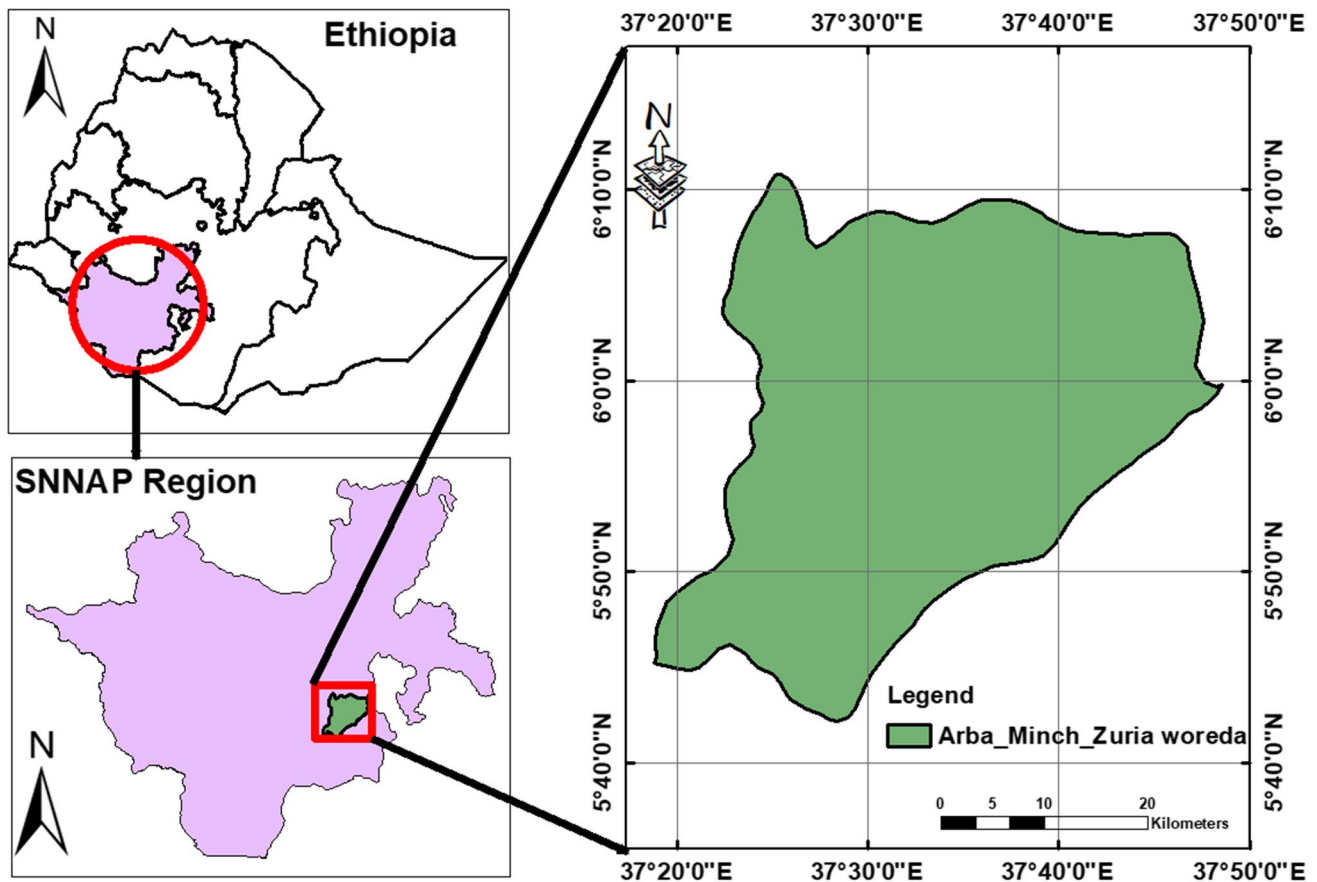 N
Ethiopia
SNNAP Region
N
37°20'0"E 37°30'0"E 37°40'0"E 37°50'0"E
N
6°10'0"N 6°10'0"N
6°0'0"N 6°0'0"N
5°50'0"N 5°50'0"N
5°40'0"N 5°40'0"N
Legend
Arba_Minch_Zuria woreda
0 5 10 20
Kilometers
37°20'0"E 37°30'0"E 37°40'0"E 37°50'0"E